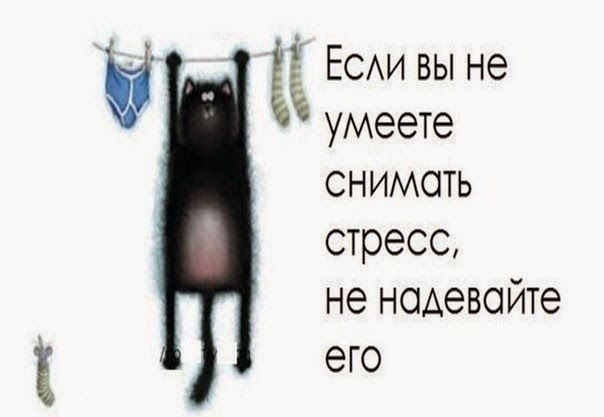 Если вы не
умеете
снимать
стресс,
не надевайте
его